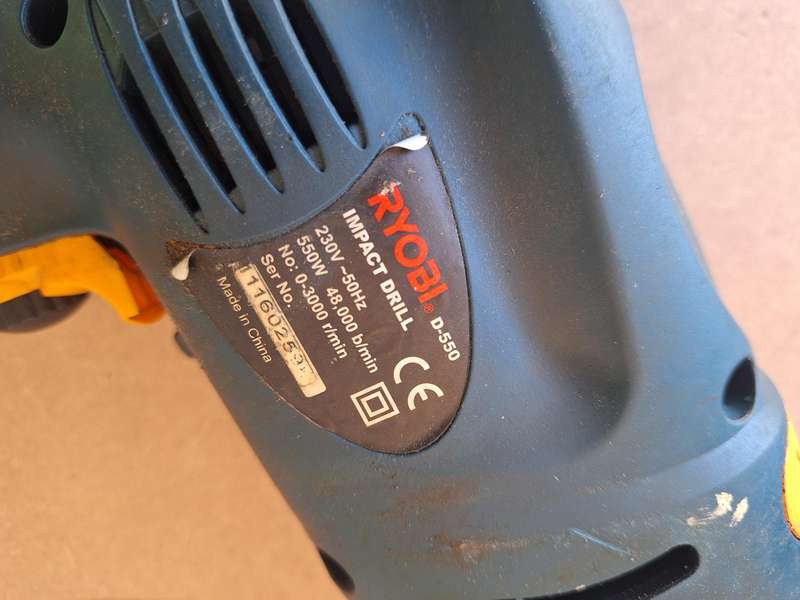 RYOBI® D-550
IMPACT DRILL
230V ~50HZ
550W 48,000 b/min
No: 0-3000 r/min
Ser No.
Made in China
CE